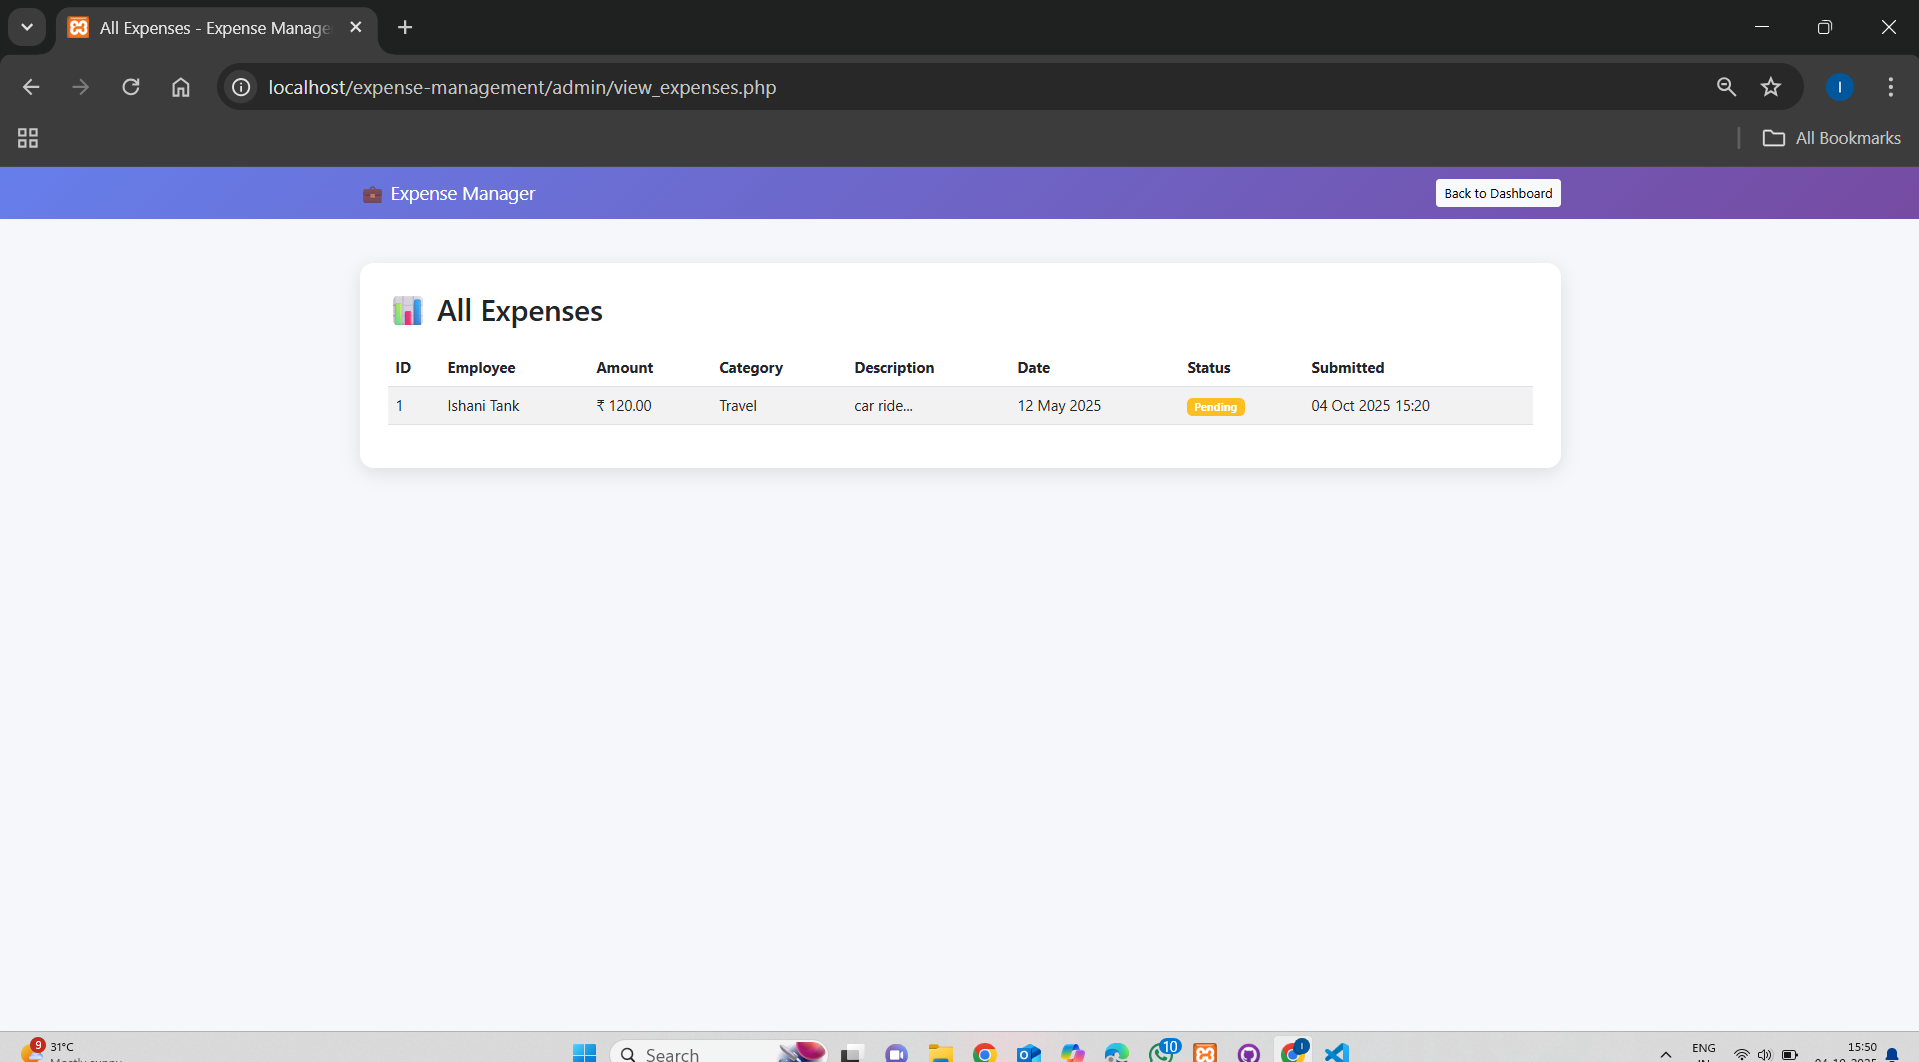 All Expenses - Expense Manage
localhost/expense-management/admin/view_expenses.php
I
All Bookmarks
Expense Manager
Back to Dashboard
All Expenses
ID Employee Amount Category Description Date Status Submitted
1 Ishani Tank ₹ 120.00 Travel car ride... 12 May 2025 Pending 04 Oct 2025 15:20
9
31°C
Search
10
ENG
15:50